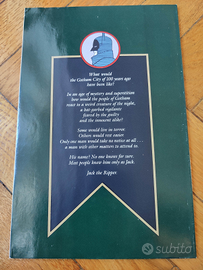 What would
the Gotham City of 100 years ago
have been like?
In an age of mystery and superstition
how would the people of Gotham
react to a weird creature of the night,
a bat-garbed vigilante
feared by the guilty
and the innocent alike?
Some would live in terror.
Others would rest easier.
Only one man would take no notice at all . . .
a man with other matters to attend to.
His name? No one knows for sure.
Most people know him only as Jack.
Jack the Ripper.
subito